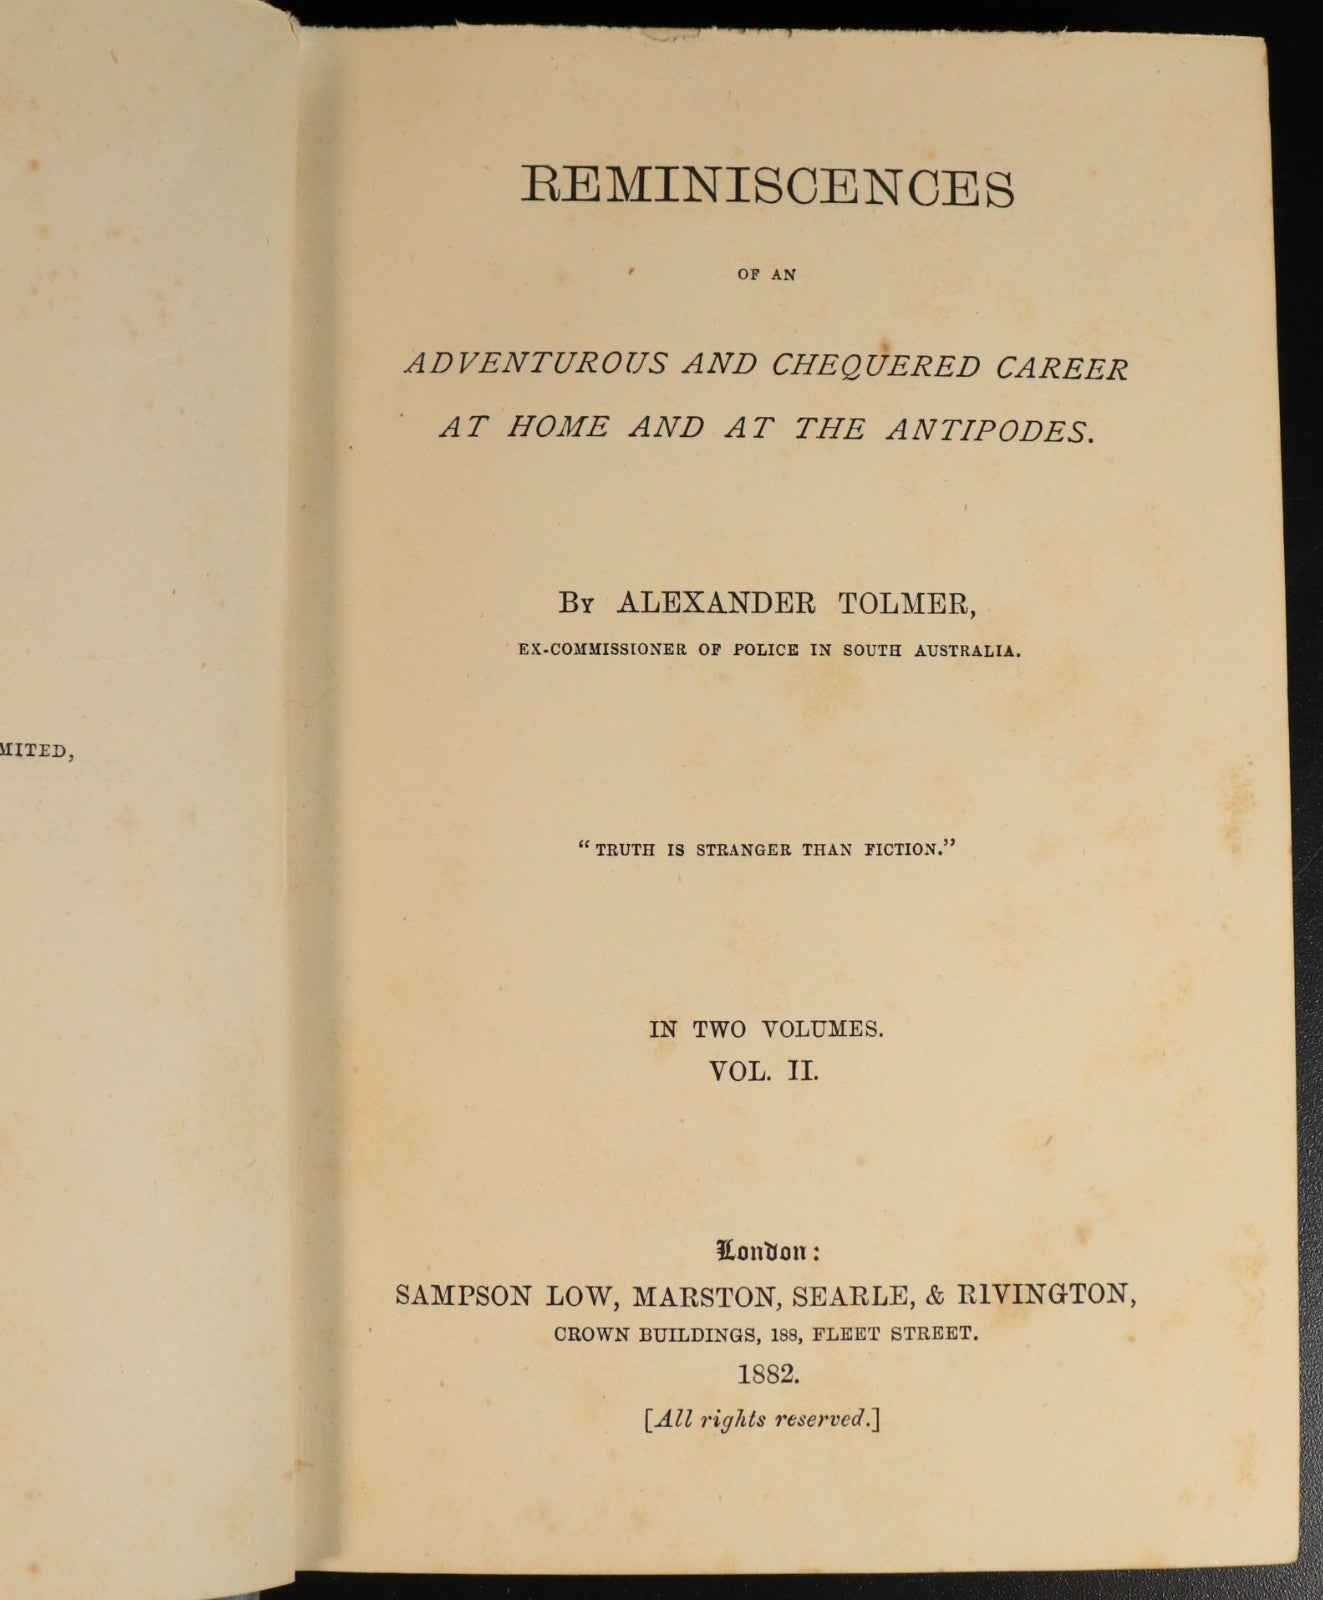 MITED,
REMINISCENCES
OF AN
ADVENTUROUS AND CHEQUERED CAREER
AT HOME AND AT THE ANTIPODES.
By ALEXANDER TOLMER,
EX-COMMISSIONER OF POLICE IN SOUTH AUSTRALIA.
“TRUTH IS STRANGER THAN FICTION.”
IN TWO VOLUMES.
VOL. II.
London:
SAMPSON LOW, MARSTON, SEARLE, & R1VINGTON,
CROWN BUILDINGS, 188, FLEET STREET.
1882.
[All rights reserved.]